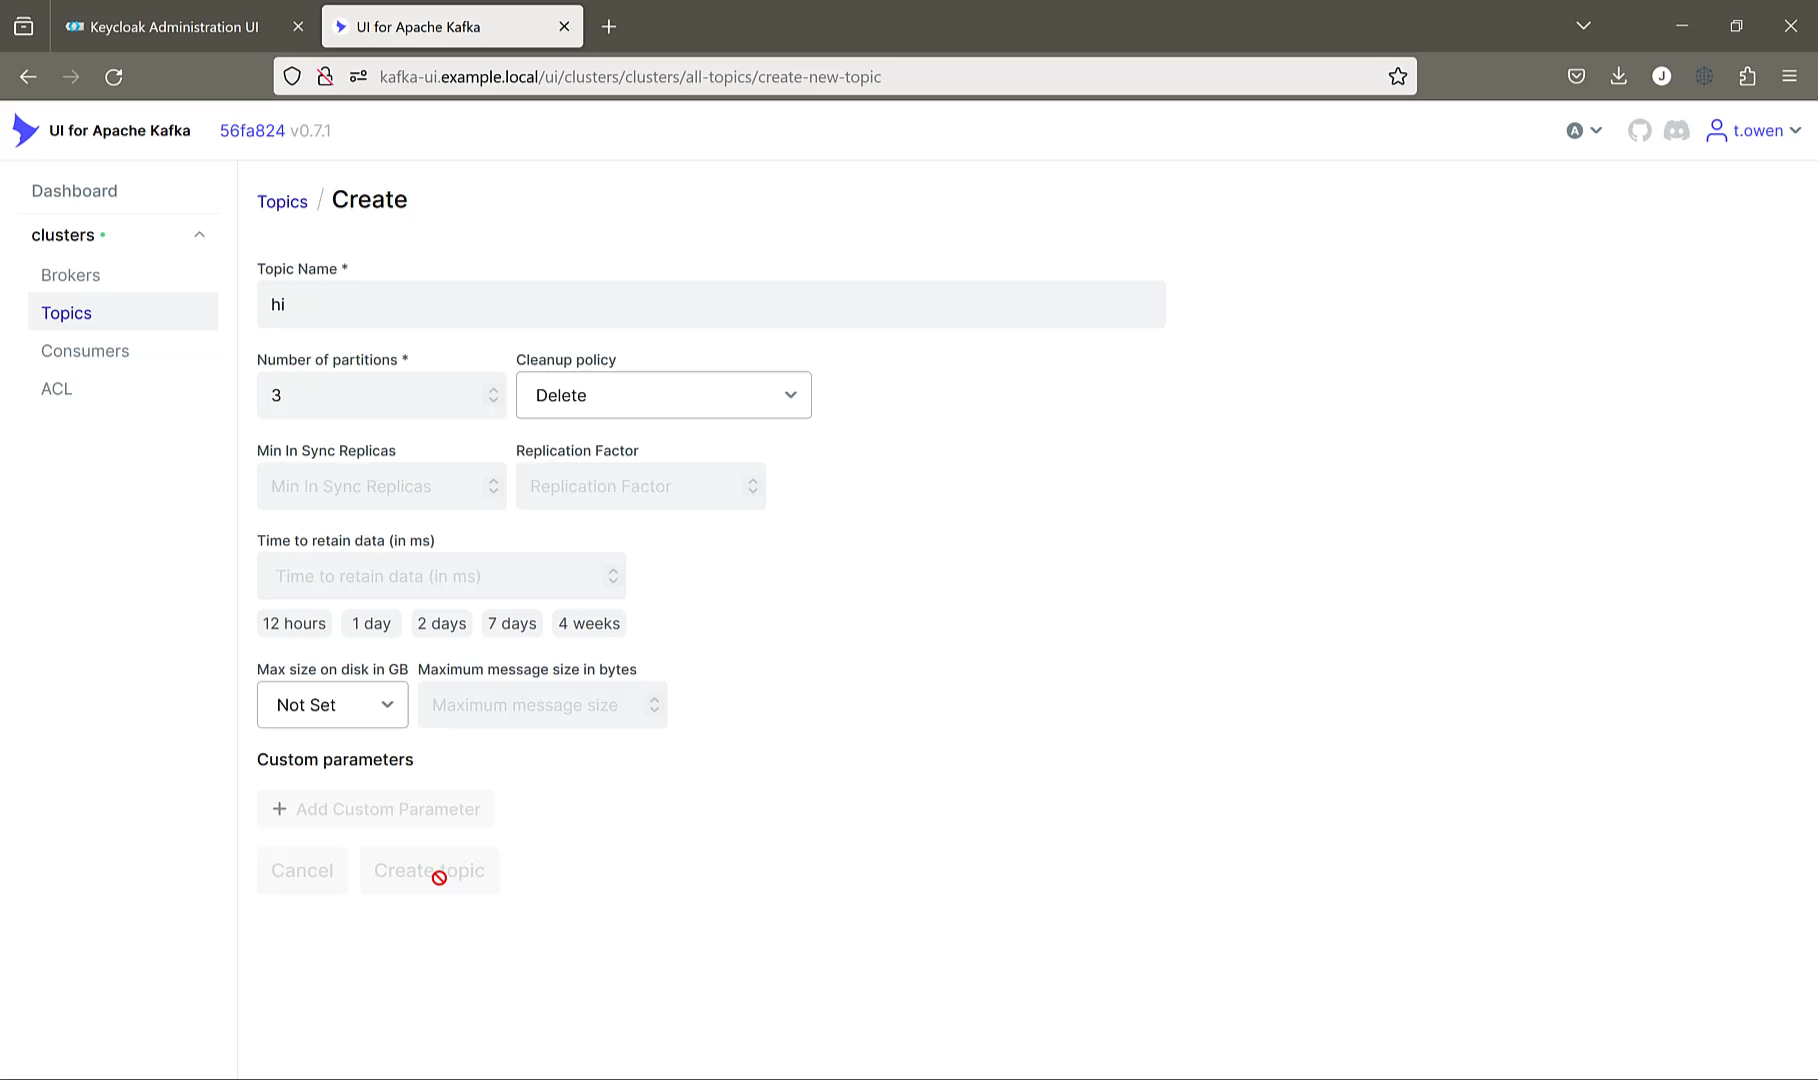 Keycloak Administration UI
UI for Apache Kafka
kafka-ui.example.local/ui/clusters/clusters/all-topics/create-new-topic
J
UI for Apache Kafka 56fa824 v0.7.1
A
t.owen
Dashboard
clusters
Brokers
Topics
Consumers
ACL
Topics / Create
Topic Name *
hi
Number of partitions * Cleanup policy
3 Delete
Min In Sync Replicas Replication Factor
Min In Sync Replicas Replication Factor
Time to retain data (in ms)
Time to retain data (in ms)
12 hours 1 day 2 days 7 days 4 weeks
Max size on disk in GB Maximum message size in bytes
Not Set Maximum message size
Custom parameters
+ Add Custom Parameter
Cancel Create topic